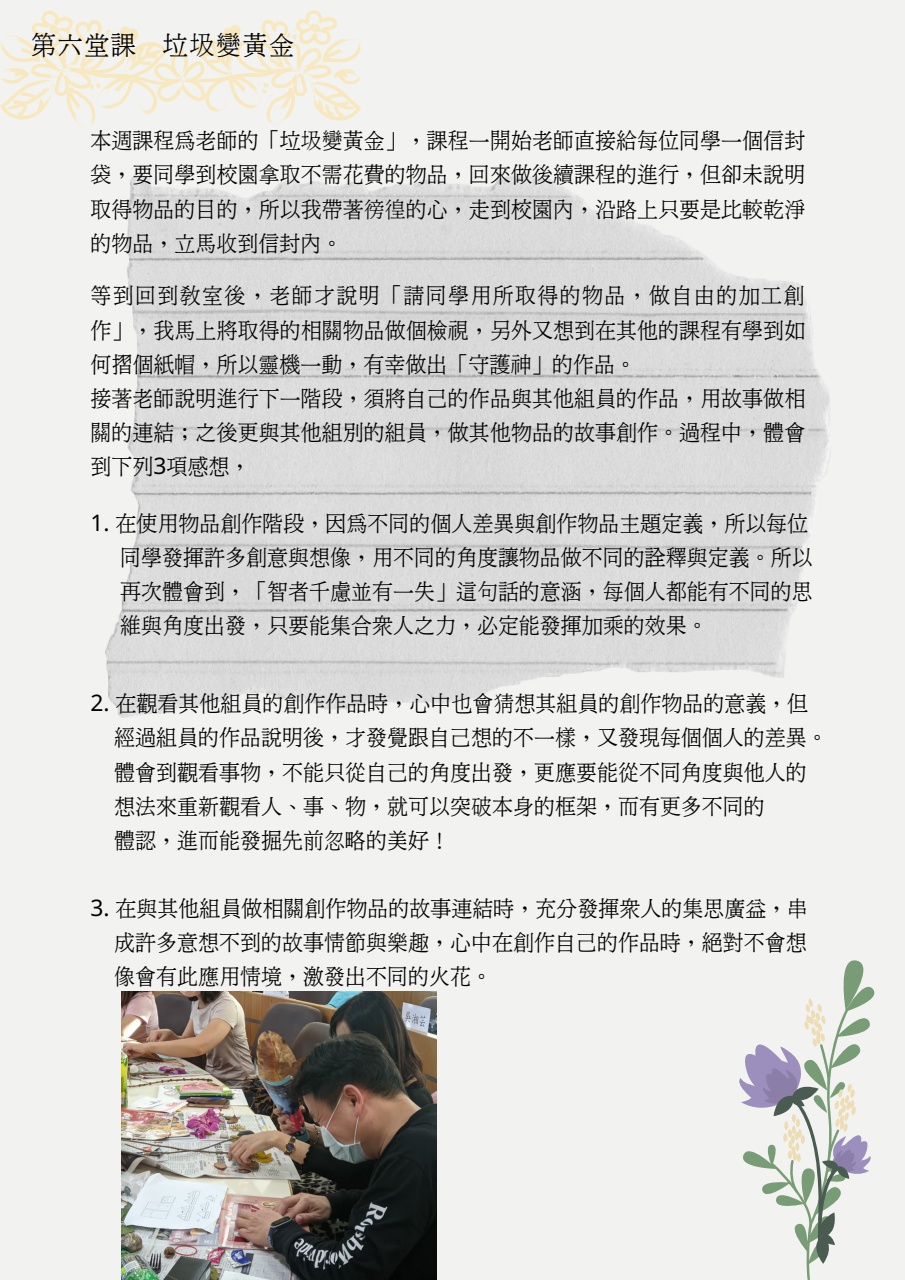 第六堂課　垃圾變黃金
本週課程為老師的「垃圾變黃金」，課程一開始老師直接給每位同學一個信封
袋，要同學到校園拿取不需花費的物品，回來做後續課程的進行，但卻未說明
取得物品的目的，所以我帶著徬徨的心，走到校園內，沿路上只要是比較乾淨
的物品，立馬收到信封內。
等到回到教室後，老師才說明「請同學用所取得的物品，做自由的加工創
作」，我馬上將取得的相關物品做個檢視，另外又想到在其他的課程有學到如
何摺個紙帽，所以靈機一動，有幸做出「守護神」的作品。
接著老師說明進行下一階段，須將自己的作品與其他組員的作品，用故事做相
關的連結；之後更與其他組別的組員，做其他物品的故事創作。過程中，體會
到下列3項感想，
1. 在使用物品創作階段，因為不同的個人差異與創作物品主題定義，所以每位
同學發揮許多創意與想像，用不同的角度讓物品做不同的詮釋與定義。所以
再次體會到，「智者千慮並有一失」這句話的意涵，每個人都能有不同的思
維與角度出發，只要能集合眾人之力，必定能發揮加乘的效果。
2. 在觀看其他組員的創作作品時，心中也會猜想其組員的創作物品的意義，但
經過組員的作品說明後，才發覺跟自己想的不一樣，又發現每個個人的差異。
體會到觀看事物，不能只從自己的角度出發，更應要能從不同角度與他人的
想法來重新觀看人、事、物，就可以突破本身的框架，而有更多不同的
體認，進而能發掘先前忽略的美好！
3. 在與其他組員做相關創作物品的故事連結時，充分發揮眾人的集思廣益，串
成許多意想不到的故事情節與樂趣，心中在創作自己的作品時，絕對不會想
像會有此應用情境，激發出不同的火花。